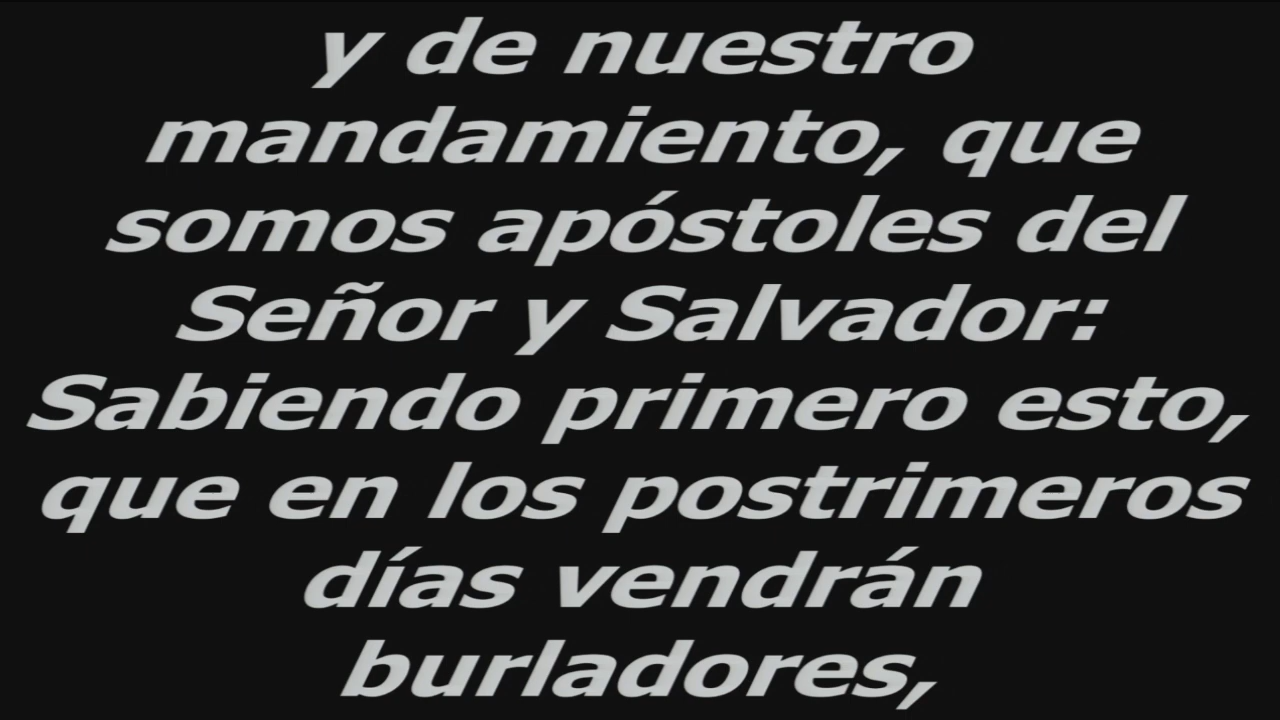 y de nuestro
mandamiento, que
somos apóstoles del
Señor y Salvador:
Sabiendo primero esto,
que en los postrimeros
días vendrán
burladores,